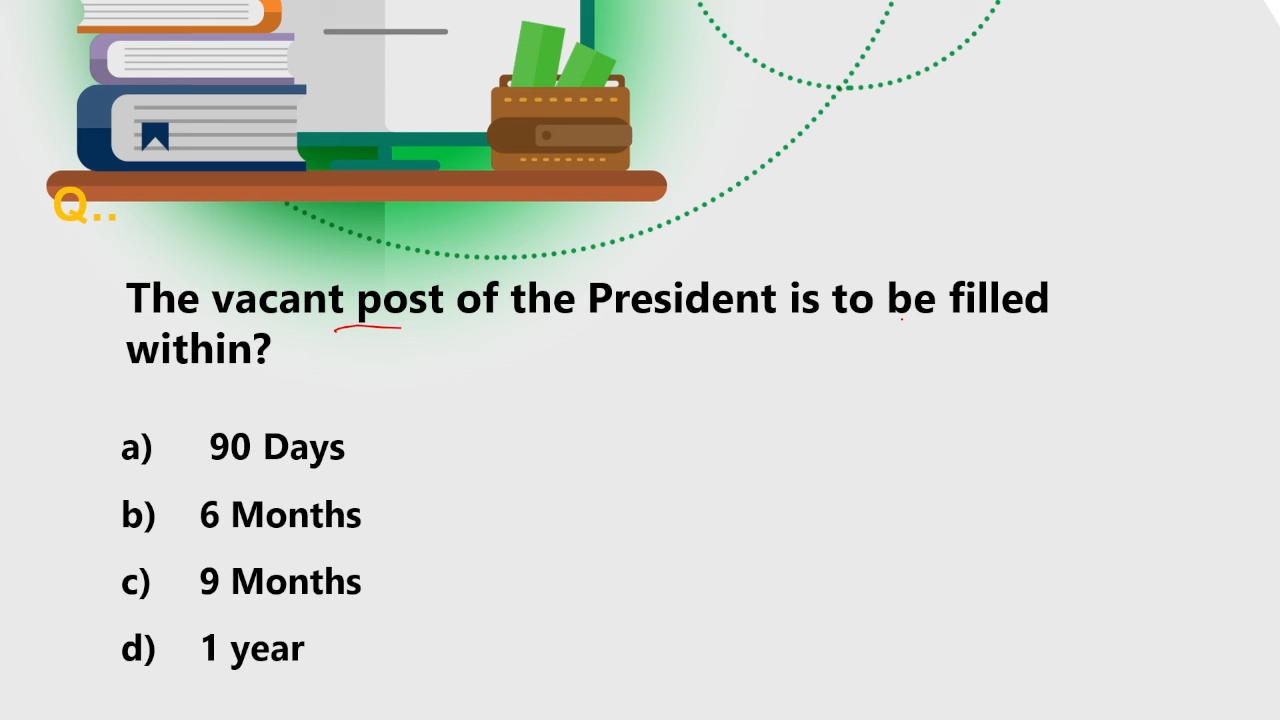 Q..
The vacant post of the President is to be filled
within?
a) 90 Days
b) 6 Months
c) 9 Months
d) 1 year